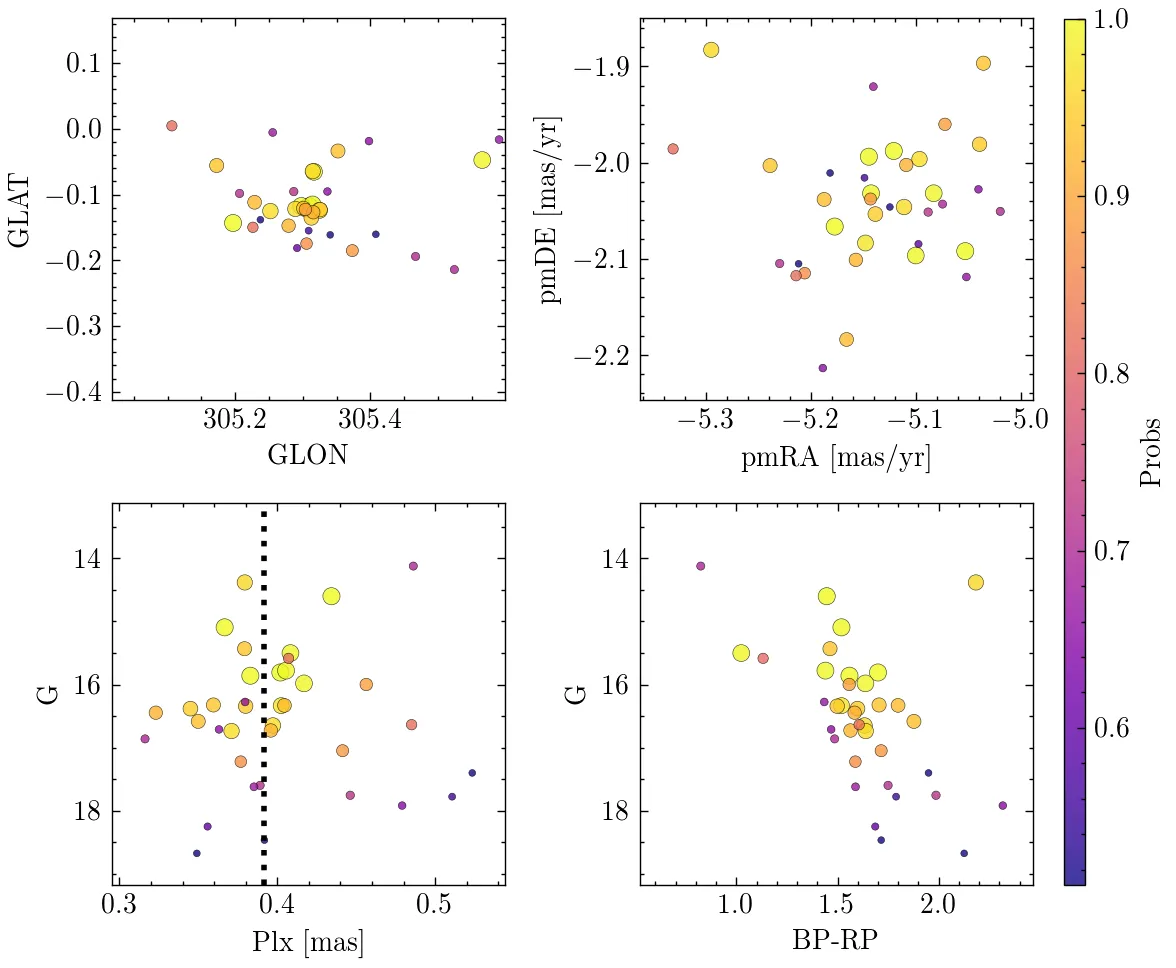 0.1
0.0
−0.1
−0.2
−0.3
−0.4
GLAT
305.2 305.4
GLON
−1.9
−2.0
−2.1
−2.2
pmDE [mas/yr]
−5.3 −5.2 −5.1 −5.0
pmRA [mas/yr]
1.0
0.9
0.8
0.7
0.6
Probs
14
16
18
G
0.3 0.4 0.5
Plx [mas]
14
16
18
G
1.0 1.5 2.0
BP-RP